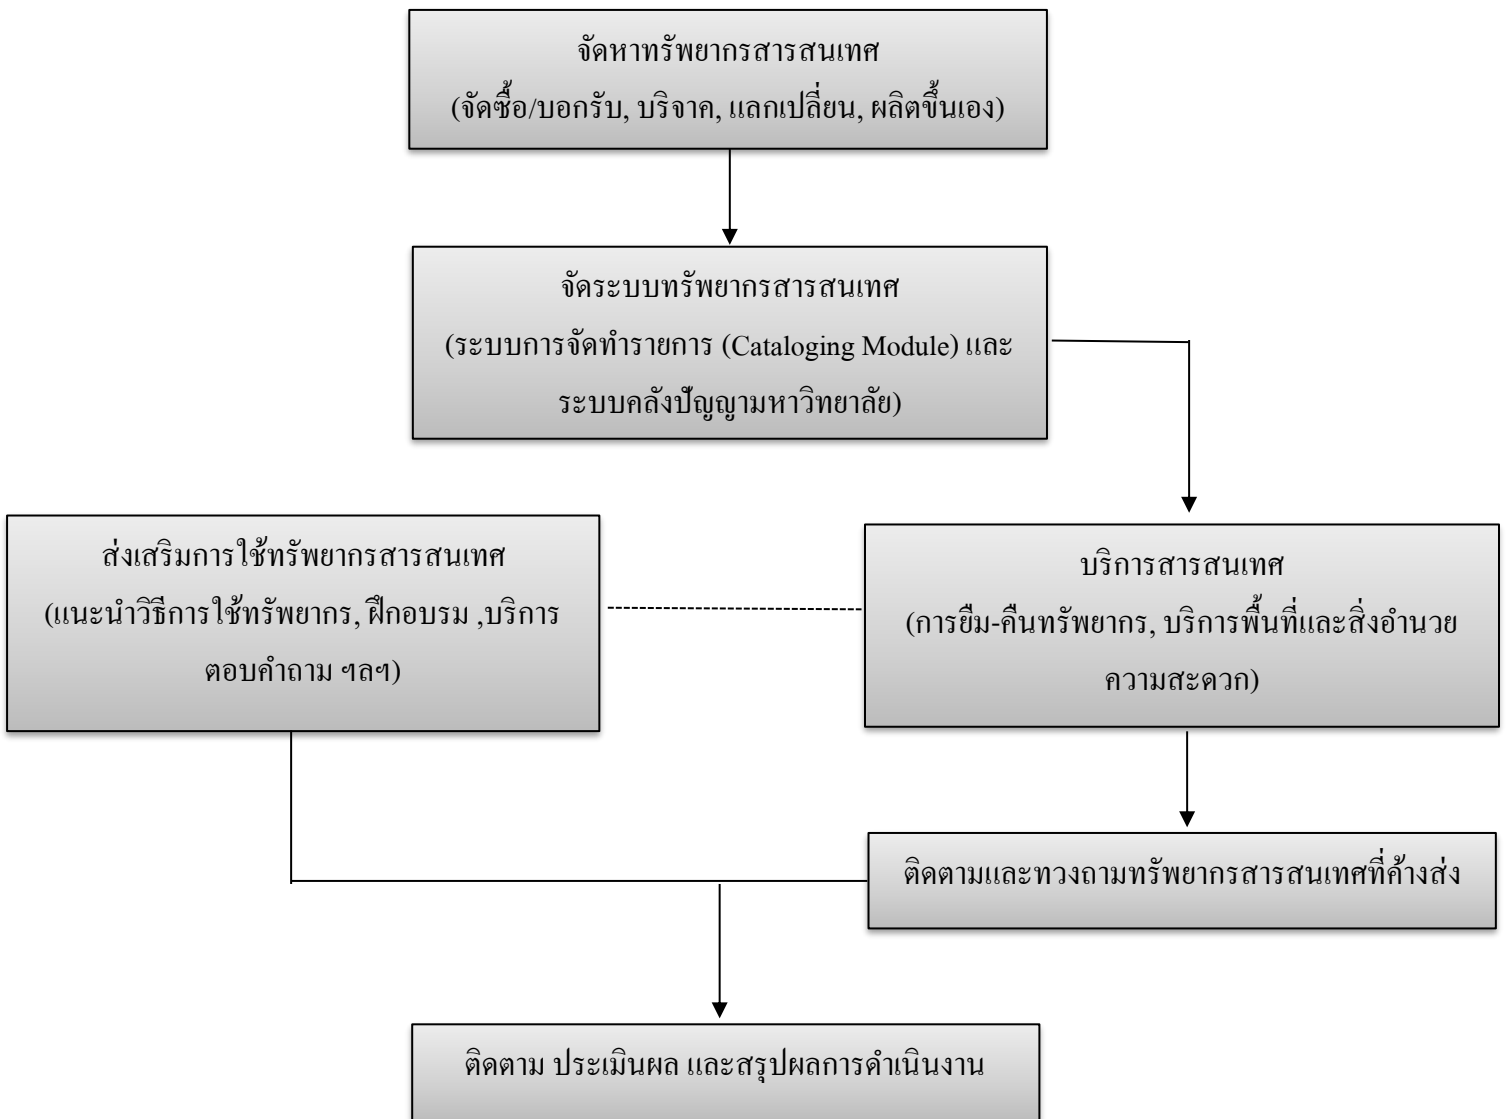 จัดหาทรัพยากรสารสนเทศ
(จัดซื้อ/บอกรับ, บริจาค, แลกเปลี่ยน, ผลิตขึ้นเอง)
จัดระบบทรัพยากรสารสนเทศ
(ระบบการจัดทำรายการ (Cataloging Module) และ
ระบบคลังปัญญามหาวิทยาลัย)
ส่งเสริมการใช้ทรัพยากรสารสนเทศ
(แนะนำวิธีการใช้ทรัพยากร, ฝึกอบรม ,บริการ
ตอบคำถาม ฯลฯ)
บริการสารสนเทศ
(การยืม-คืนทรัพยากร, บริการพื้นที่และสิ่งอำนวย
ความสะดวก)
ติดตามและทวงถามทรัพยากรสารสนเทศที่ค้างส่ง
ติดตาม ประเมินผล และสรุปผลการดำเนินงาน